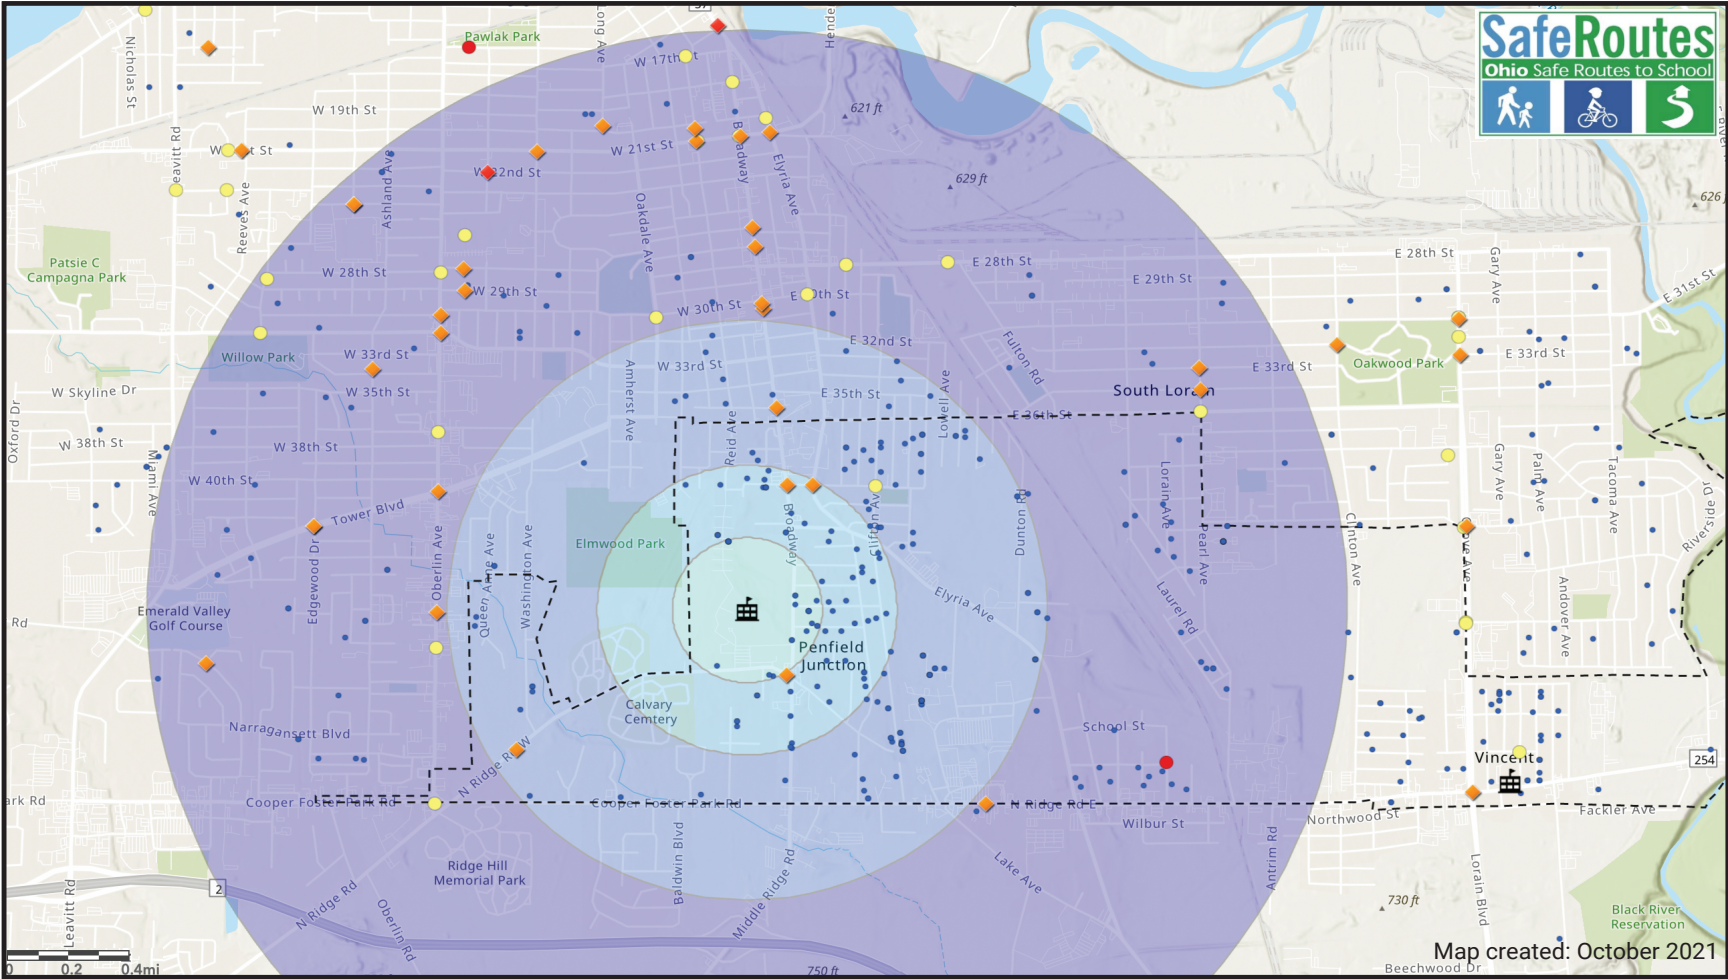 57
SafeRoutes
Ohio Safe Routes to School
Pawlak Park
Long Ave
W 17th St
Nicholas St
W 19th St
621 ft
Leavitt Rd
W 21st St
Broadway
W 22nd St
Elyria Ave
629 ft
626 f
Reeves Ave
Ashland Ave
Oakdale Ave
Patsie C
Campagna Park
W 28th St
E 28th St
E 29th St
E 28th St
Gary Ave
E 31st St
W 29th St
W 30th St
Willow Park
W 33rd St
E 32nd St
Fulton Rd
E 33rd St
Oakwood Park
E 33rd St
W Skyline Dr
W 35th St
Amherst Ave
W 33rd St
E 35th St
Lowell Ave
South Lorain
E 36th St
Oxford Dr
W 38th St
W 38th St
Reid Ave
W 40th St
Miami Ave
Tower Blvd
Elmwood Park
Broadway
Clifton Ave
Dunton Rd
Lorain Ave
Pearl Ave
Clinton Ave
Gary Ave
Palm Ave
Tacoma Ave
Riverside Dr
Edgewood Dr
Oberlin Ave
Queen Anne Ave
Washington Ave
Elyria Ave
Laurel Rd
Andover Ave
Emerald Valley
Golf Course
Rd
Penfield
Junction
Calvary
Cemtery
Narragansett Blvd
N Ridge Rd W
School St
Vincent
254
ark Rd
Cooper Foster Park Rd
Cooper Foster Park Rd
N Ridge Rd E
Wilbur St
Northwood St
Fackler Ave
Ridge Hill
Memorial Park
Baldwin Blvd
Middle Ridge Rd
Lake Ave
Antrim Rd
Lorain Blvd
730 ft
Black River
Reservation
2
Leavitt Rd
N Ridge Rd
Oberlin Rd
750 ft
Map created: October 2021
Beechwood Dr
0.2
0.4mi